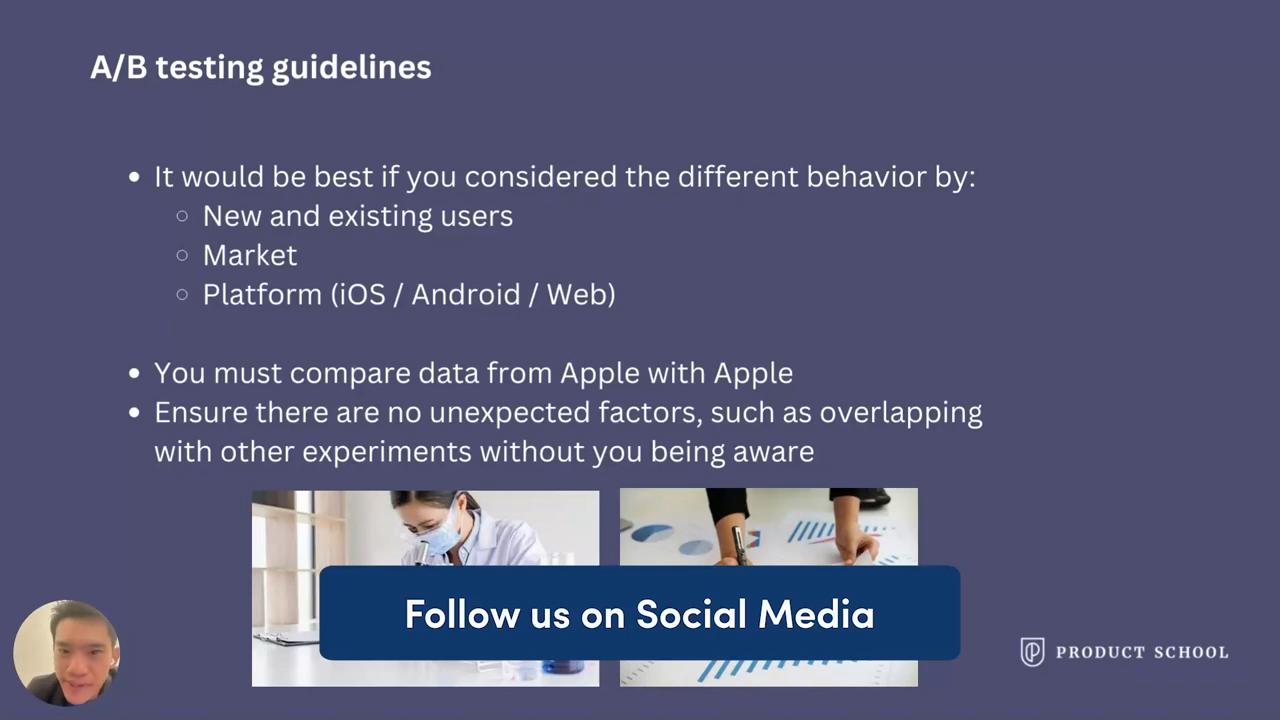 A/B testing guidelines
• It would be best if you considered the different behavior by:
○ New and existing users
○ Market
○ Platform (iOS / Android / Web)
• You must compare data from Apple with Apple
• Ensure there are no unexpected factors, such as overlapping
with other experiments without you being aware
Follow us on Social Media
PRODUCT SCHOOL